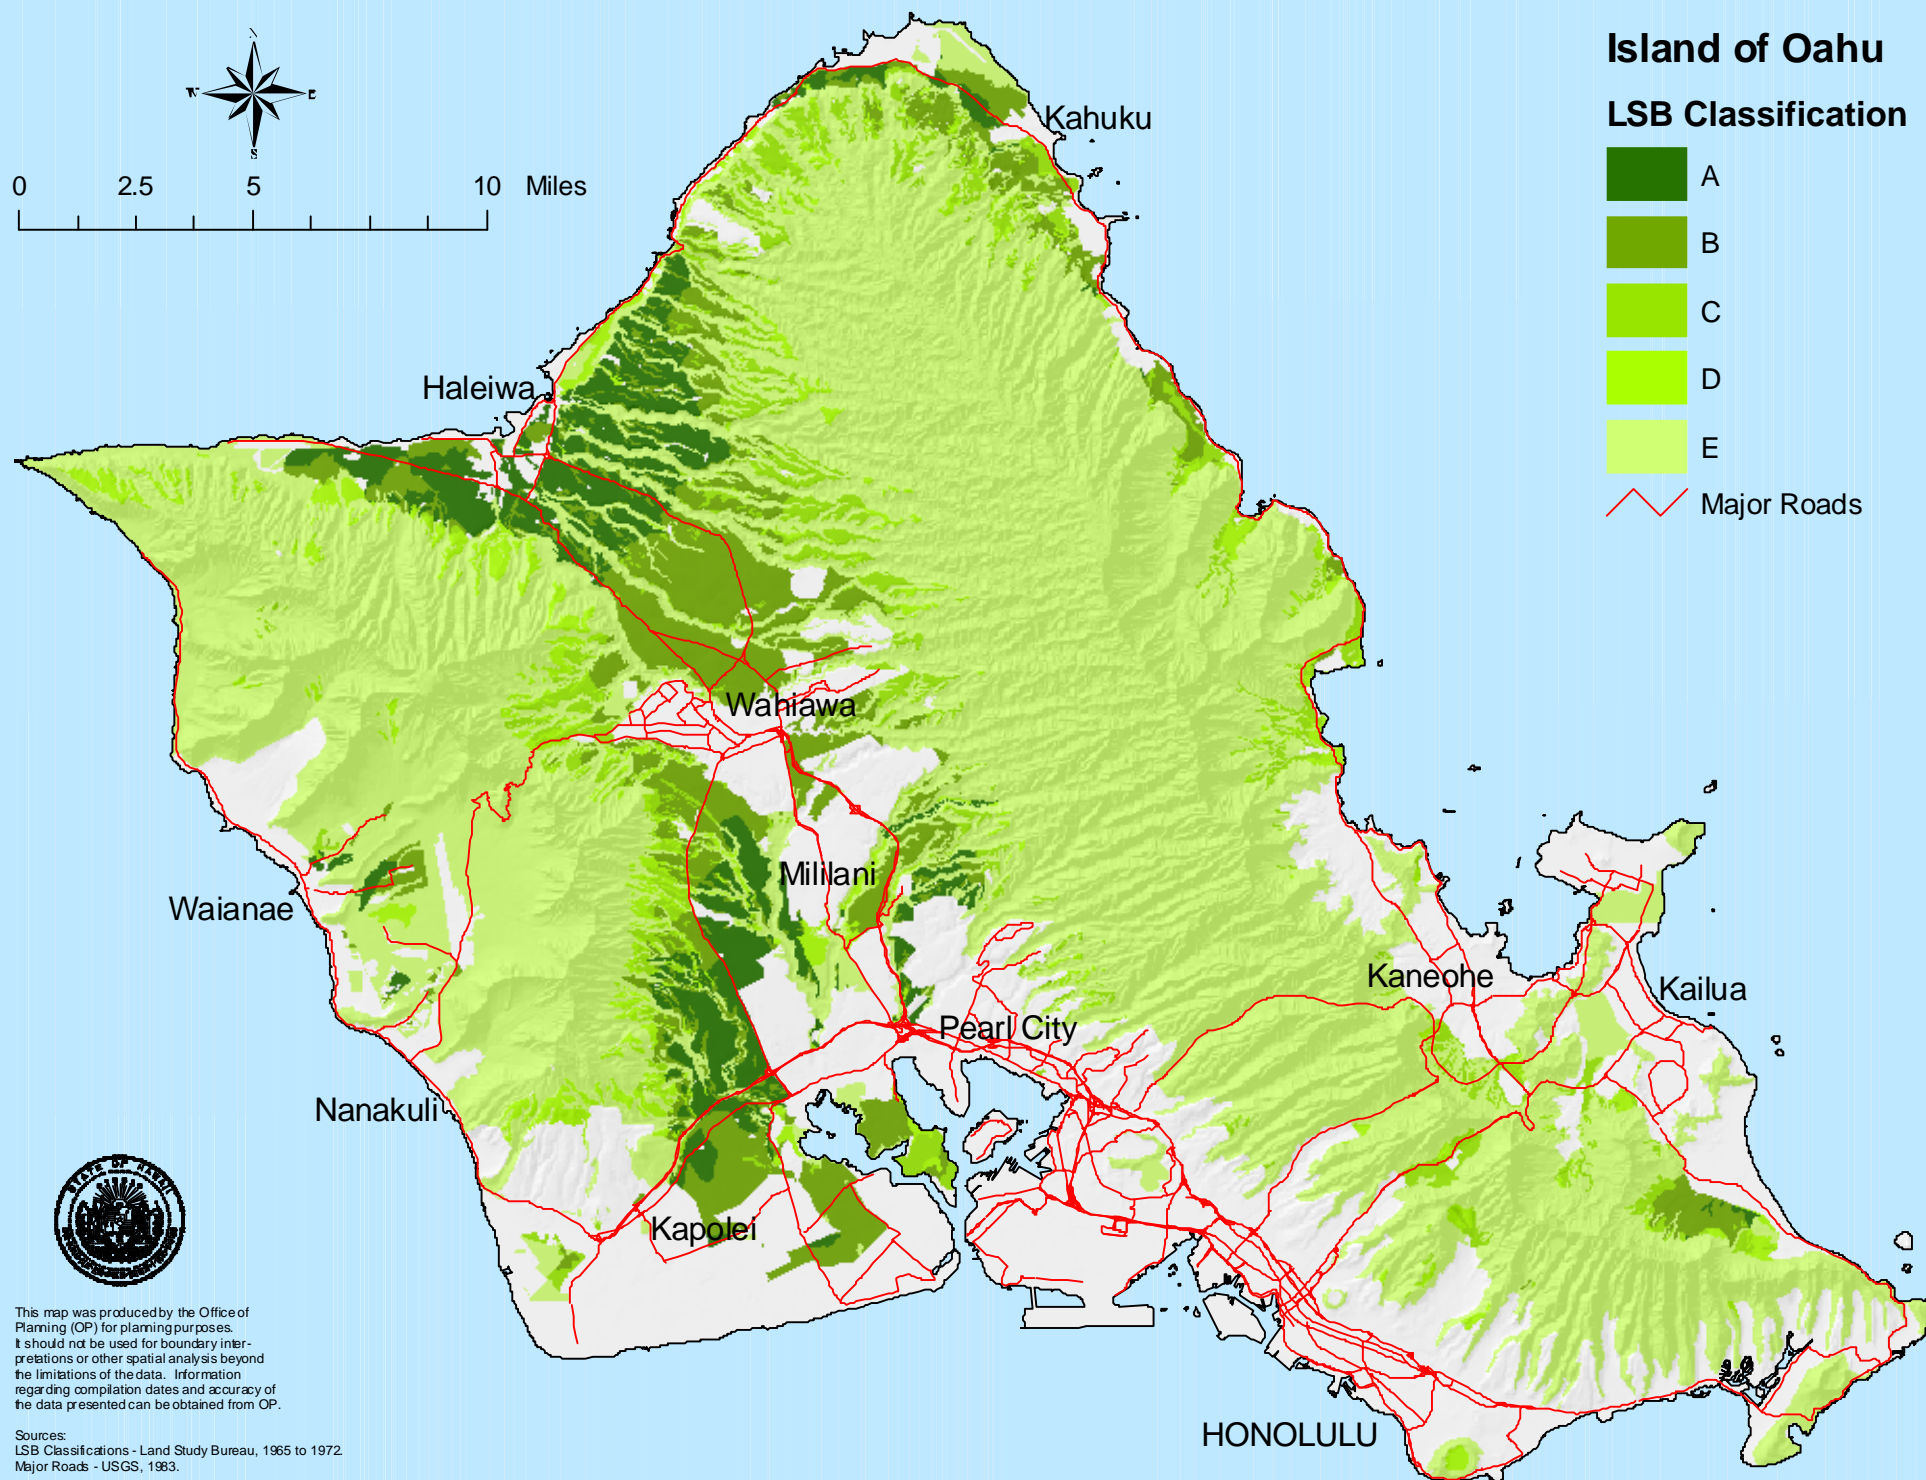 Island of Oahu
LSB Classification
A
B
C
D
E
Major Roads
N
W
E
S
0 2.5 5 10 Miles
Kahuku
Haleiwa
Wahiawa
Mililani
Waianae
Kaneohe
Kailua
Pearl City
Nanakuli
Kapolei
HONOLULU
STATE OF HAWAII
This map was produced by the Office of
Planning (OP) for planning purposes.
It should not be used for boundary inter-
pretations or other spatial analysis beyond
the limitations of the data. Information
regarding compilation dates and accuracy of
the data presented can be obtained from OP.
Sources:
LSB Classifications - Land Study Bureau, 1965 to 1972.
Major Roads - USGS, 1983.